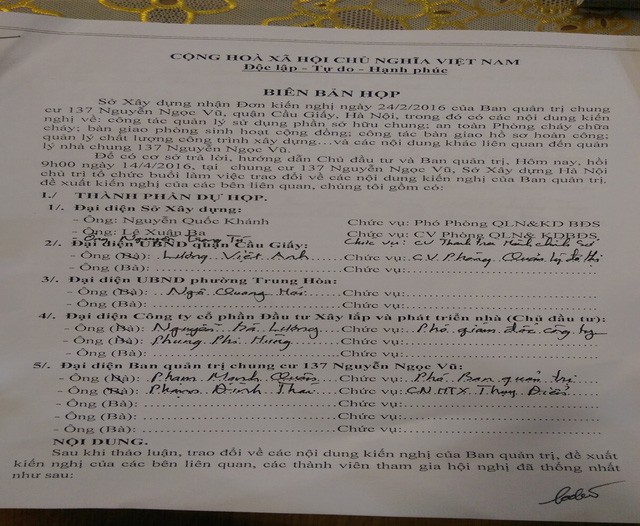 CỘNG HOÀ XÃ HỘI CHỦ NGHĨA VIỆT NAM
Độc lập - Tự do - Hạnh phúc
BIÊN BẢN HỌP
Sở Xây dựng nhận Đơn kiến nghị ngày 24/2/2016 của Ban quản trị chung
cư 137 Nguyễn Ngọc Vũ, quận Cầu Giấy, Hà Nội, trong đó có các nội dung kiến
nghị về: công tác quản lý sử dụng phần sở hữu chung; an toàn Phòng cháy chữa
cháy; bàn giao phòng sinh hoạt cộng đồng; công tác bàn giao hồ sơ hoàn công;
quản lý chất lượng công trình xây dựng...và các nội dung khác liên quan đến quản
lý nhà chung cư 137 Nguyễn Ngọc Vũ.
Để có cơ sở trả lời, hướng dẫn Chủ đầu tư và Ban quản trị, Hôm nay, hồi
9h00 ngày 14/4/2016, tại chung cư 137 Nguyễn Ngọc Vũ, Sở Xây dựng Hà Nội
chủ trì tổ chức buổi làm việc trao đổi về các nội dung kiến nghị của Ban quản trị,
đề xuất kiến nghị của các bên liên quan, chúng tôi gồm có:
I./ THÀNH PHẦN DỰ HỌP.
1/. Đại diện Sở Xây dựng:
- Ông: Nguyễn Quốc Khánh Chức vụ: Phó Phòng QLN&KD BĐS
- Ông: Lê Xuân Ba Chức vụ: CV Phòng QLN & KDBĐS
Chức vụ: CV Thanh tra
2/. Đại diện UBND quận Cầu Giấy:
- Ông (Bà): Lương Việt Anh Chức vụ: C.V. Phòng Quản lý đô thị
- Ông (Bà): Chức vụ:
3/. Đại diện UBND phường Trung Hòa:
- Ông (Bà): Ngô Quang Chức vụ:
4/. Đại diện Công ty cổ phần Đầu tư Xây lắp và phát triển nhà (Chủ đầu tư):
- Ông (Bà): Nguyễn Bá Lương Chức vụ: Phó giám đốc công ty
- Ông (Bà): Phùng Phi Hùng Chức vụ:
5/. Đại diện Ban quản trị chung cư 137 Nguyễn Ngọc Vũ:
- Ông (Bà): Phạm Mạnh Quân Chức vụ: Phó Ban quản trị
- Ông (Bà): Phạm Đình Thai Chức vụ: CN HTX Thụy Điển
- Ông (Bà): Chức vụ:
- Ông (Bà): Chức vụ:
NỘI DUNG.
Sau khi thảo luận, trao đổi về các nội dung kiến nghị của Ban quản trị, đề xuất
kiến nghị của các bên liên quan, các thành viên tham gia hội nghị đã thống nhất
như sau: